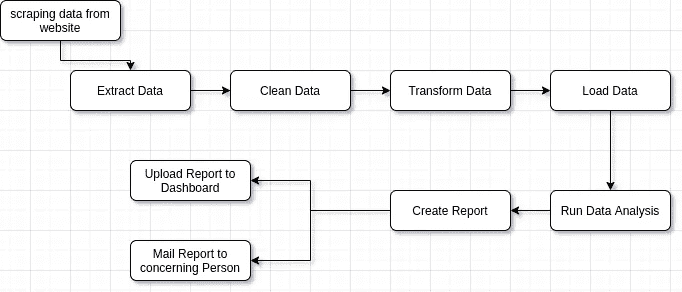 scraping data from
website
Extract Data
Clean Data
Transform Data
Load Data
Upload Report to
Dashboard
Create Report
Run Data Analysis
Mail Report to
concerning Person